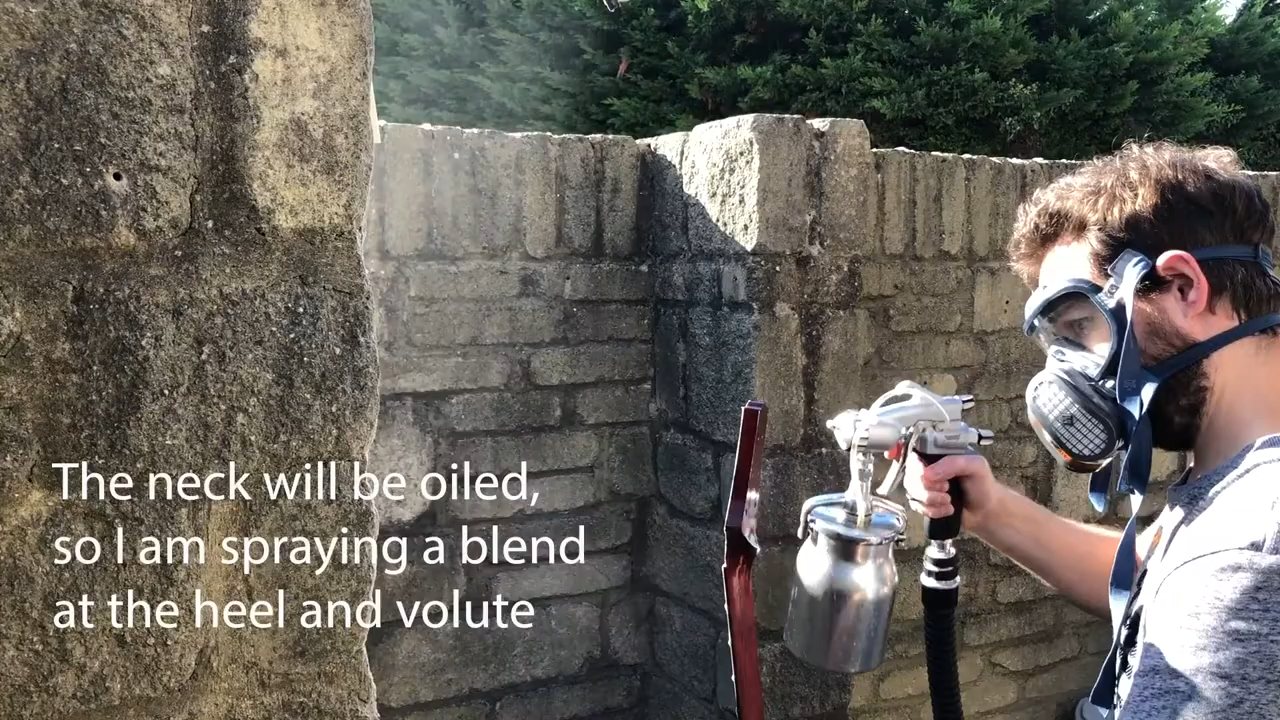 The neck will be oiled,
so I am spraying a blend
at the heel and volute